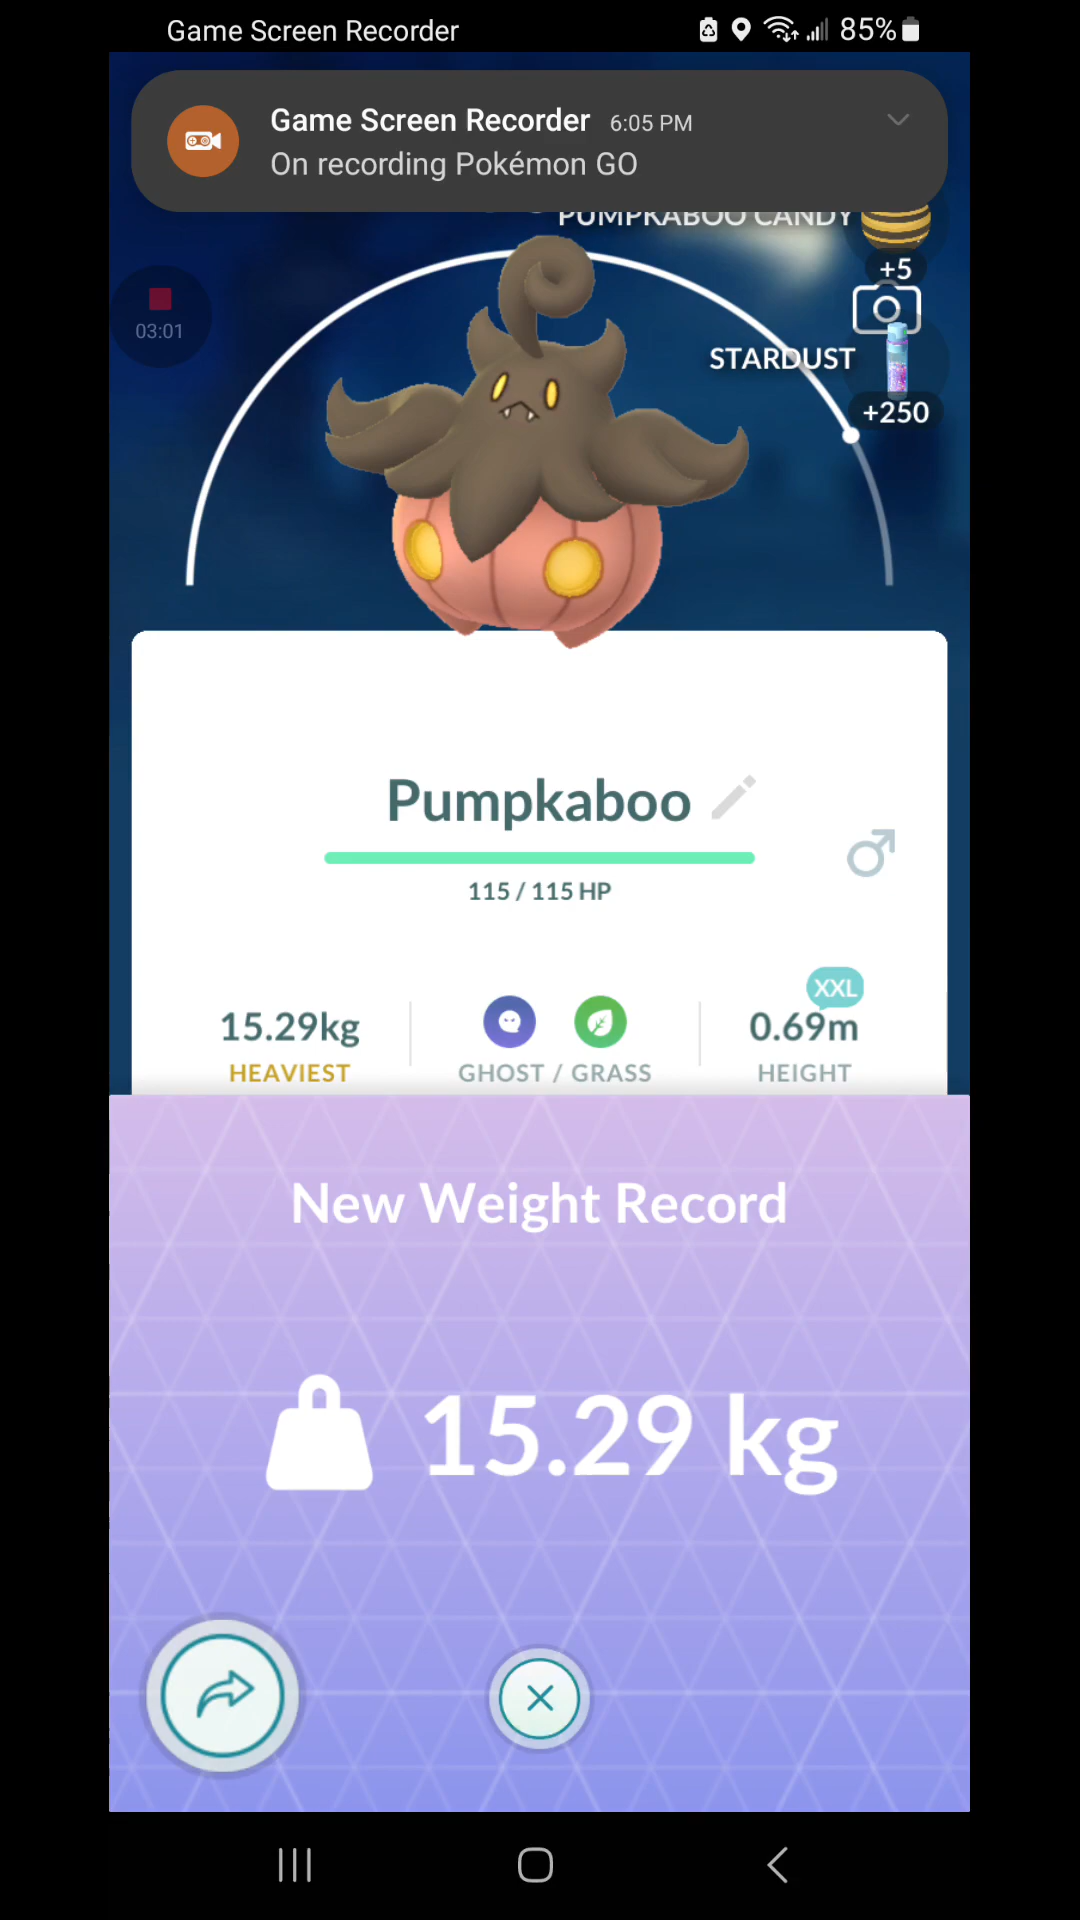 Game Screen Recorder
85%
Game Screen Recorder 6:05 PM
On recording Pokémon GO
PUMPKABOO CANDY
+5
03:01
STARDUST
+250
Pumpkaboo
115 / 115 HP
XXL
15.29kg
0.69m
HEAVIEST
GHOST / GRASS
HEIGHT
New Weight Record
15.29 kg